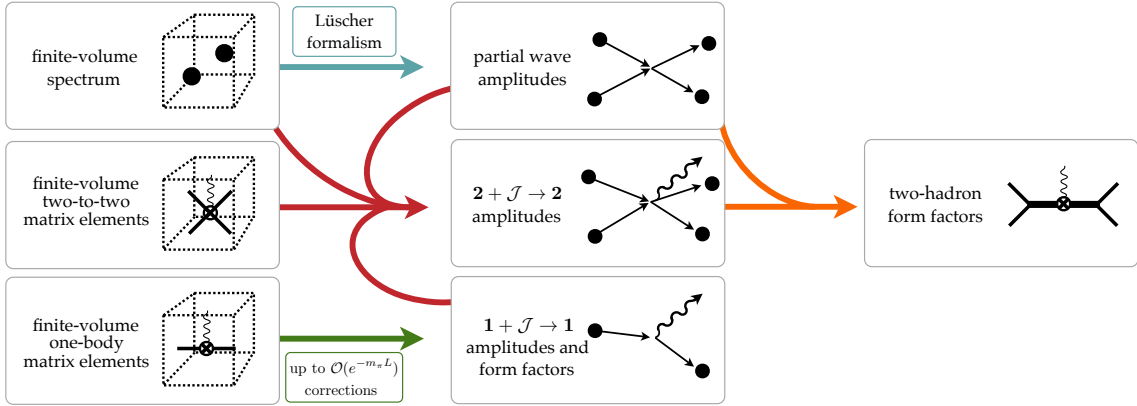 finite-volume
spectrum
Lüscher
formalism
partial wave
amplitudes
finite-volume
two-to-two
matrix elements
2 + 𝒥 → 2
amplitudes
two-hadron
form factors
finite-volume
one-body
matrix elements
up to 𝒪(e^{-m_π L})
corrections
1 + 𝒥 → 1
amplitudes and
form factors